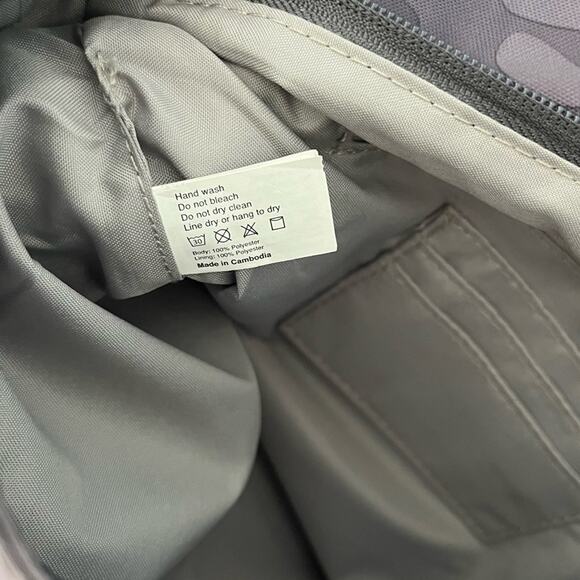 Hand wash
Do not bleach
Do not dry clean
Line dry or hang to dry
30
Body: 100% Polyester
Lining: 100% Polyester
Made in Cambodia